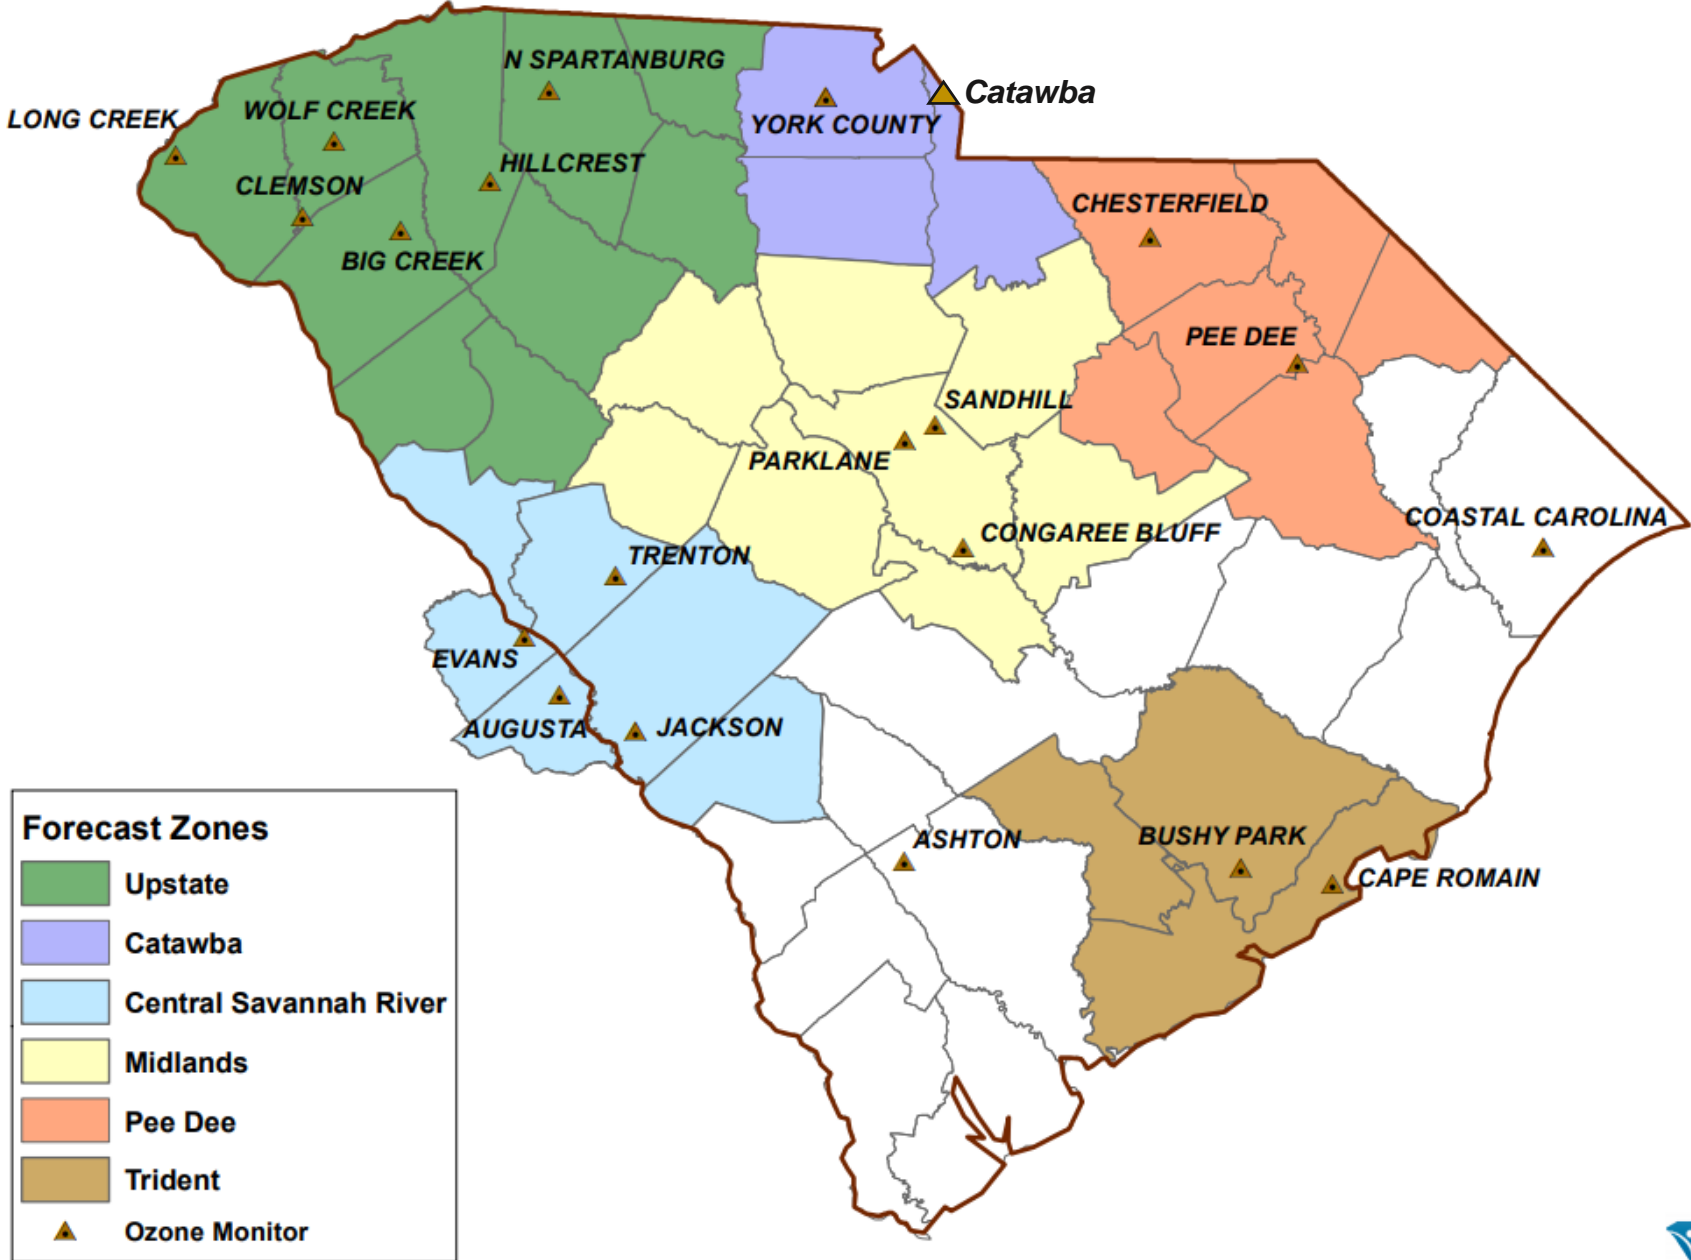 N SPARTANBURG
Catawba
LONG CREEK
WOLF CREEK
YORK COUNTY
HILLCREST
CLEMSON
CHESTERFIELD
BIG CREEK
PEE DEE
SANDHILL
PARKLANE
COASTAL CAROLINA
CONGAREE BLUFF
TRENTON
EVANS
AUGUSTA
JACKSON
ASHTON
BUSHY PARK
CAPE ROMAIN
Forecast Zones
Upstate
Catawba
Central Savannah River
Midlands
Pee Dee
Trident
Ozone Monitor